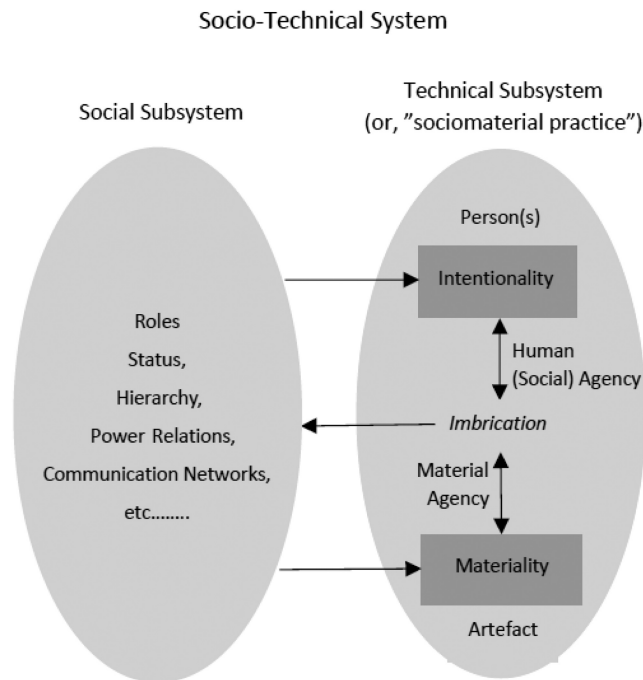 Socio-Technical System
Social Subsystem
Technical Subsystem
(or, ”sociomaterial practice”)
Roles
Status,
Hierarchy,
Power Relations,
Communication Networks,
etc........
Person(s)
Intentionality
Human
(Social) Agency
Imbrication
Material
Agency
Materiality
Artefact